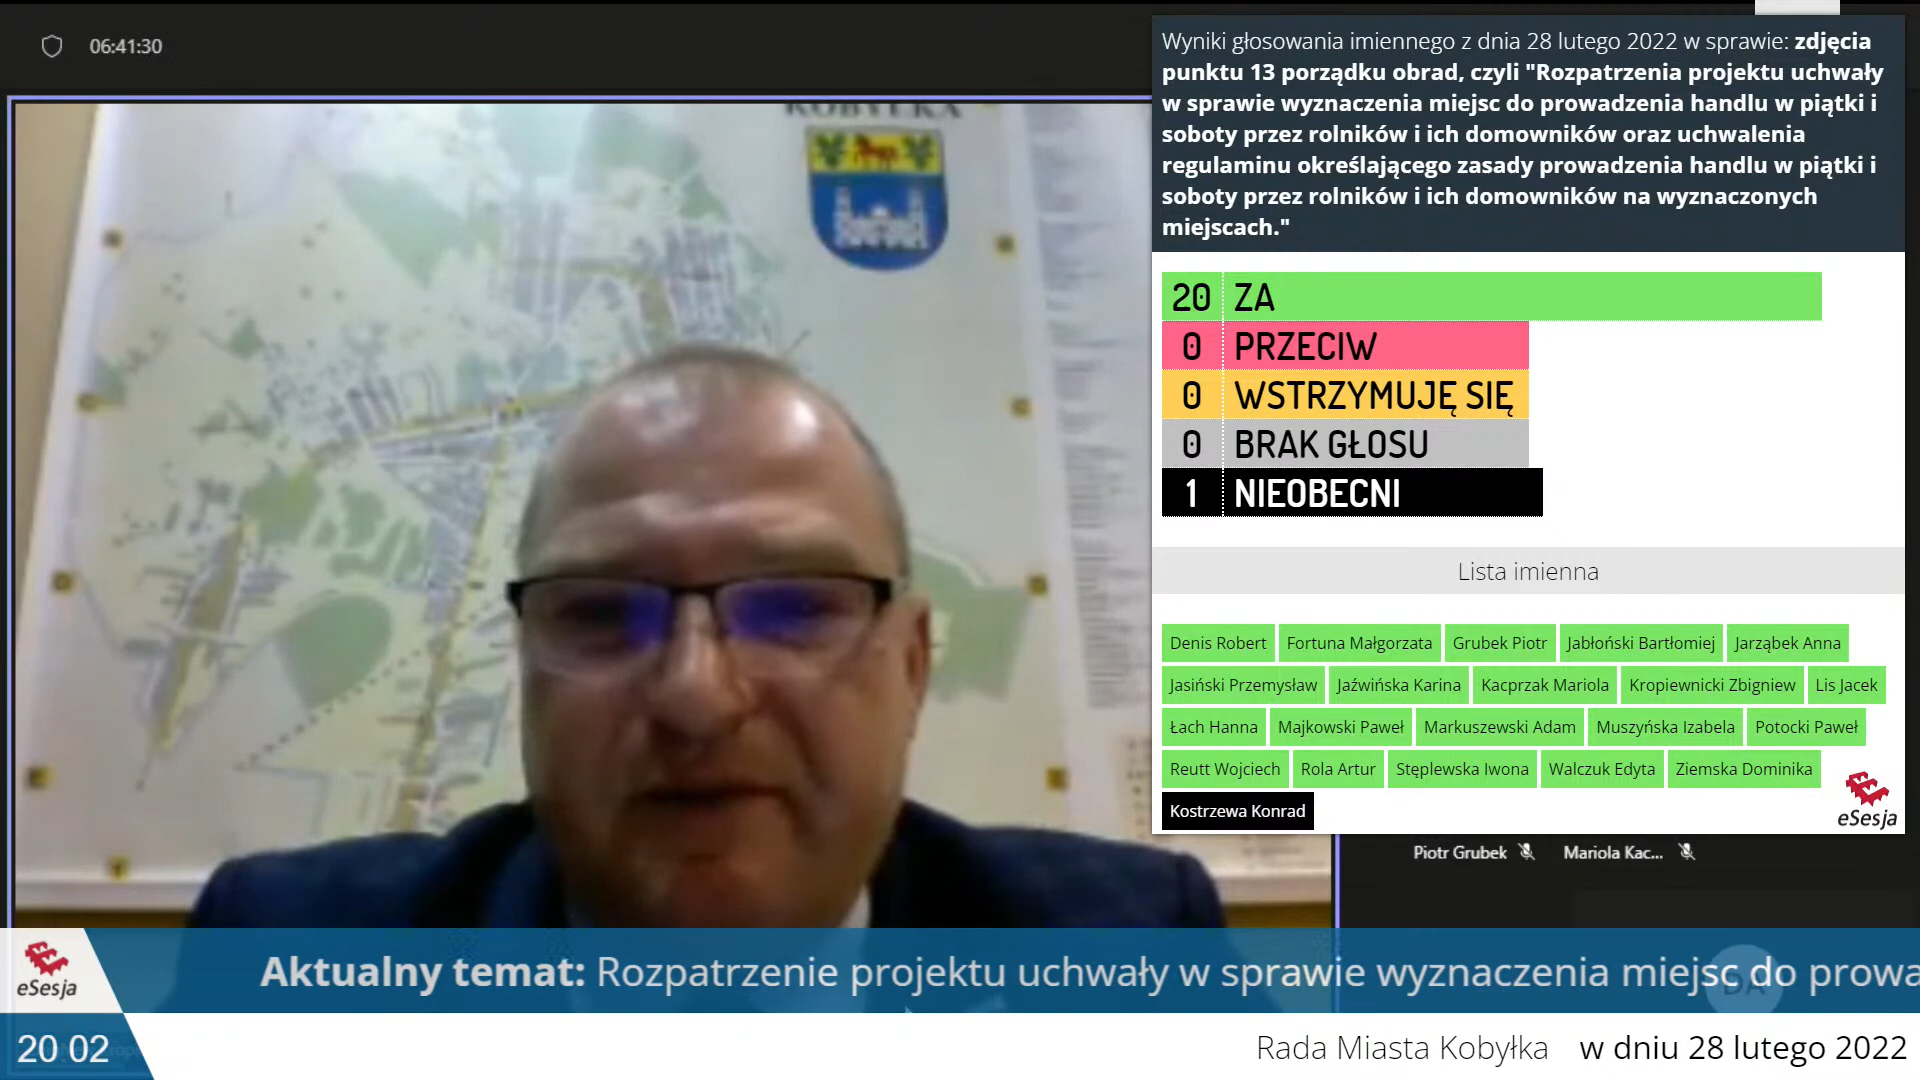 06:41:30
KOBYŁKA
Wyniki głosowania imiennego z dnia 28 lutego 2022 w sprawie: zdjęcia
punktu 13 porządku obrad, czyli "Rozpatrzenia projektu uchwały
w sprawie wyznaczenia miejsc do prowadzenia handlu w piątki i
soboty przez rolników i ich domowników oraz uchwalenia
regulaminu określającego zasady prowadzenia handlu w piątki i
soboty przez rolników i ich domowników na wyznaczonych
miejscach."
20 ZA
0 PRZECIW
0 WSTRZYMUJĘ SIĘ
0 BRAK GŁOSU
1 NIEOBECNI
Lista imienna
Denis Robert Fortuna Małgorzata Grubek Piotr Jabłoński Bartłomiej Jarząbek Anna
Jasiński Przemysław Jaźwińska Karina Kacprzak Mariola Kropiewnicki Zbigniew Lis Jacek
Łach Hanna Majkowski Paweł Markuszewski Adam Muszyńska Izabela Potocki Paweł
Reutt Wojciech Rola Artur Stęplewska Iwona Walczuk Edyta Ziemska Dominika
Kostrzewa Konrad
eSesja
Piotr Grubek Mariola Kac...
eSesja
Aktualny temat: Rozpatrzenie projektu uchwały w sprawie wyznaczenia miejsc do prowa
DA
20 02
Rada Miasta Kobyłka w dniu 28 lutego 2022